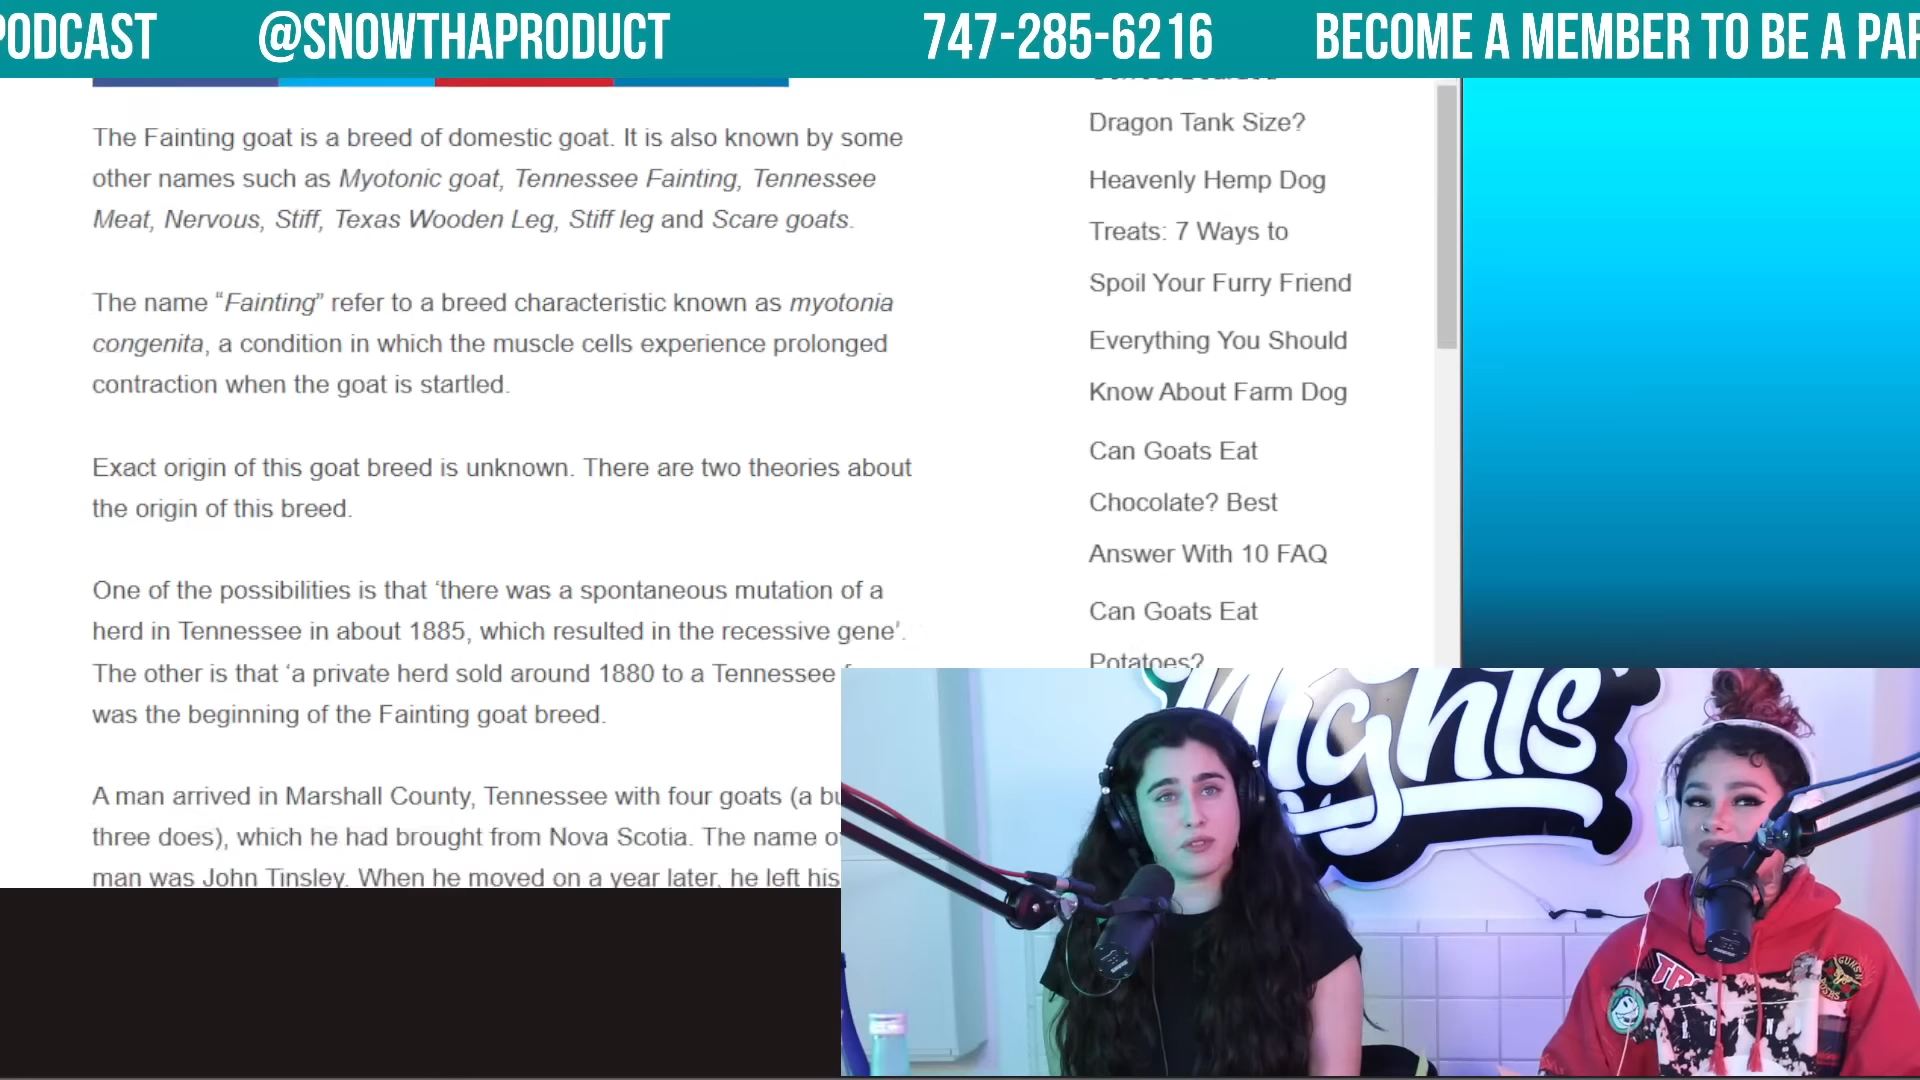 PODCAST @SNOWTHAPRODUCT 747-285-6216 BECOME A MEMBER TO BE A PAR
The Fainting goat is a breed of domestic goat. It is also known by some
other names such as Myotonic goat, Tennessee Fainting, Tennessee
Meat, Nervous, Stiff, Texas Wooden Leg, Stiff leg and Scare goats.
The name “Fainting” refer to a breed characteristic known as myotonia
congenita, a condition in which the muscle cells experience prolonged
contraction when the goat is startled.
Exact origin of this goat breed is unknown. There are two theories about
the origin of this breed.
One of the possibilities is that ‘there was a spontaneous mutation of a
herd in Tennessee in about 1885, which resulted in the recessive gene’.
The other is that ‘a private herd sold around 1880 to a Tennessee
was the beginning of the Fainting goat breed.
A man arrived in Marshall County, Tennessee with four goats (a
three does), which he had brought from Nova Scotia. The name
man was John Tinsley. When he moved on a year later, he left his
Dragon Tank Size?
Heavenly Hemp Dog
Treats: 7 Ways to
Spoil Your Furry Friend
Everything You Should
Know About Farm Dog
Can Goats Eat
Chocolate? Best
Answer With 10 FAQ
Can Goats Eat
Potatoes?
Nights
TR